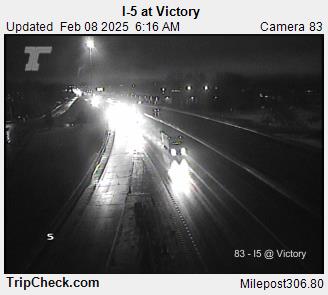 I-5 at Victory
Updated Feb 08 2025 6:16 AM Camera 83
T
S
83 - I5 @ Victory
TripCheck.com Milepost306.80